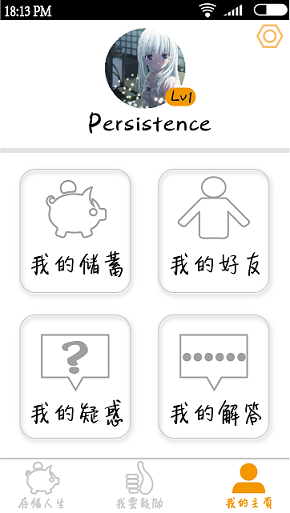 18:13 PM
Lv1
Persistence
我的储蓄
我的好友
?
我的疑惑
......
我的解答
存储人生
我要鼓励
我的主页